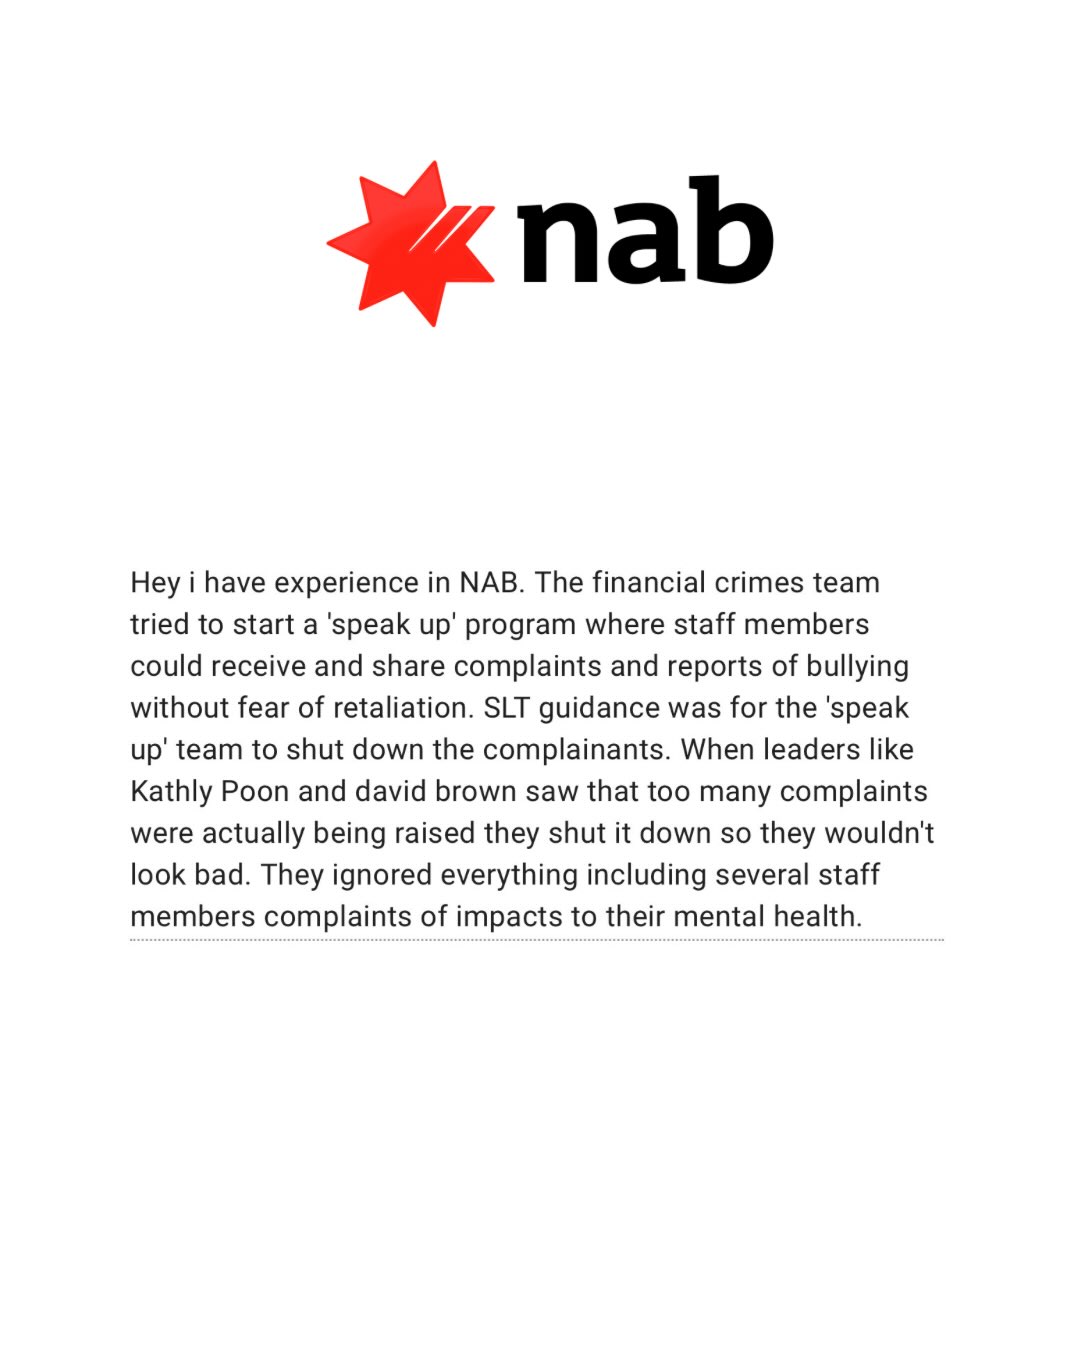 nab
Hey i have experience in NAB. The financial crimes team
tried to start a 'speak up' program where staff members
could receive and share complaints and reports of bullying
without fear of retaliation. SLT guidance was for the 'speak
up' team to shut down the complainants. When leaders like
Kathly Poon and david brown saw that too many complaints
were actually being raised they shut it down so they wouldn't
look bad. They ignored everything including several staff
members complaints of impacts to their mental health.